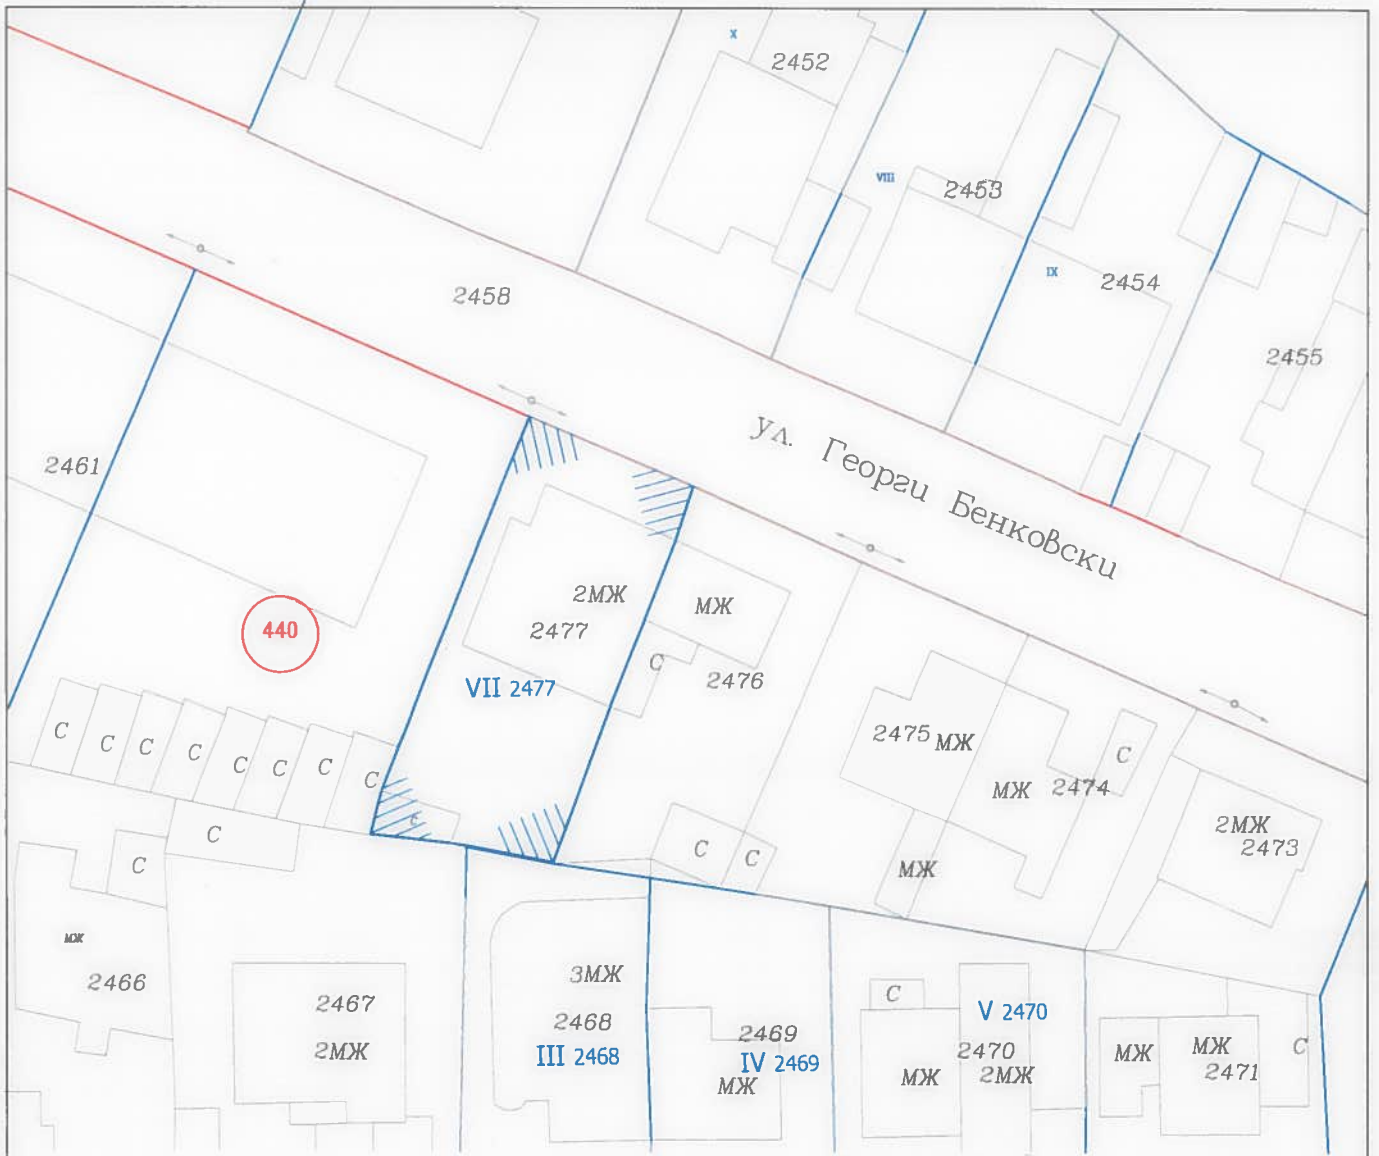 X
2452
VIII
2453
IX
2454
2455
2458
ул. Георги Бенковски
2461
440
2МЖ
2477
VII 2477
МЖ
С
2476
2475 МЖ
МЖ
2474
С
2МЖ
2473
С
С
С
С
С
С
С
С
С
С
С
С
МЖ
С
МЖ
2466
2467
2МЖ
3МЖ
2468
III 2468
2469
IV 2469
МЖ
С
V 2470
2470
МЖ
2МЖ
МЖ
МЖ
2471
С